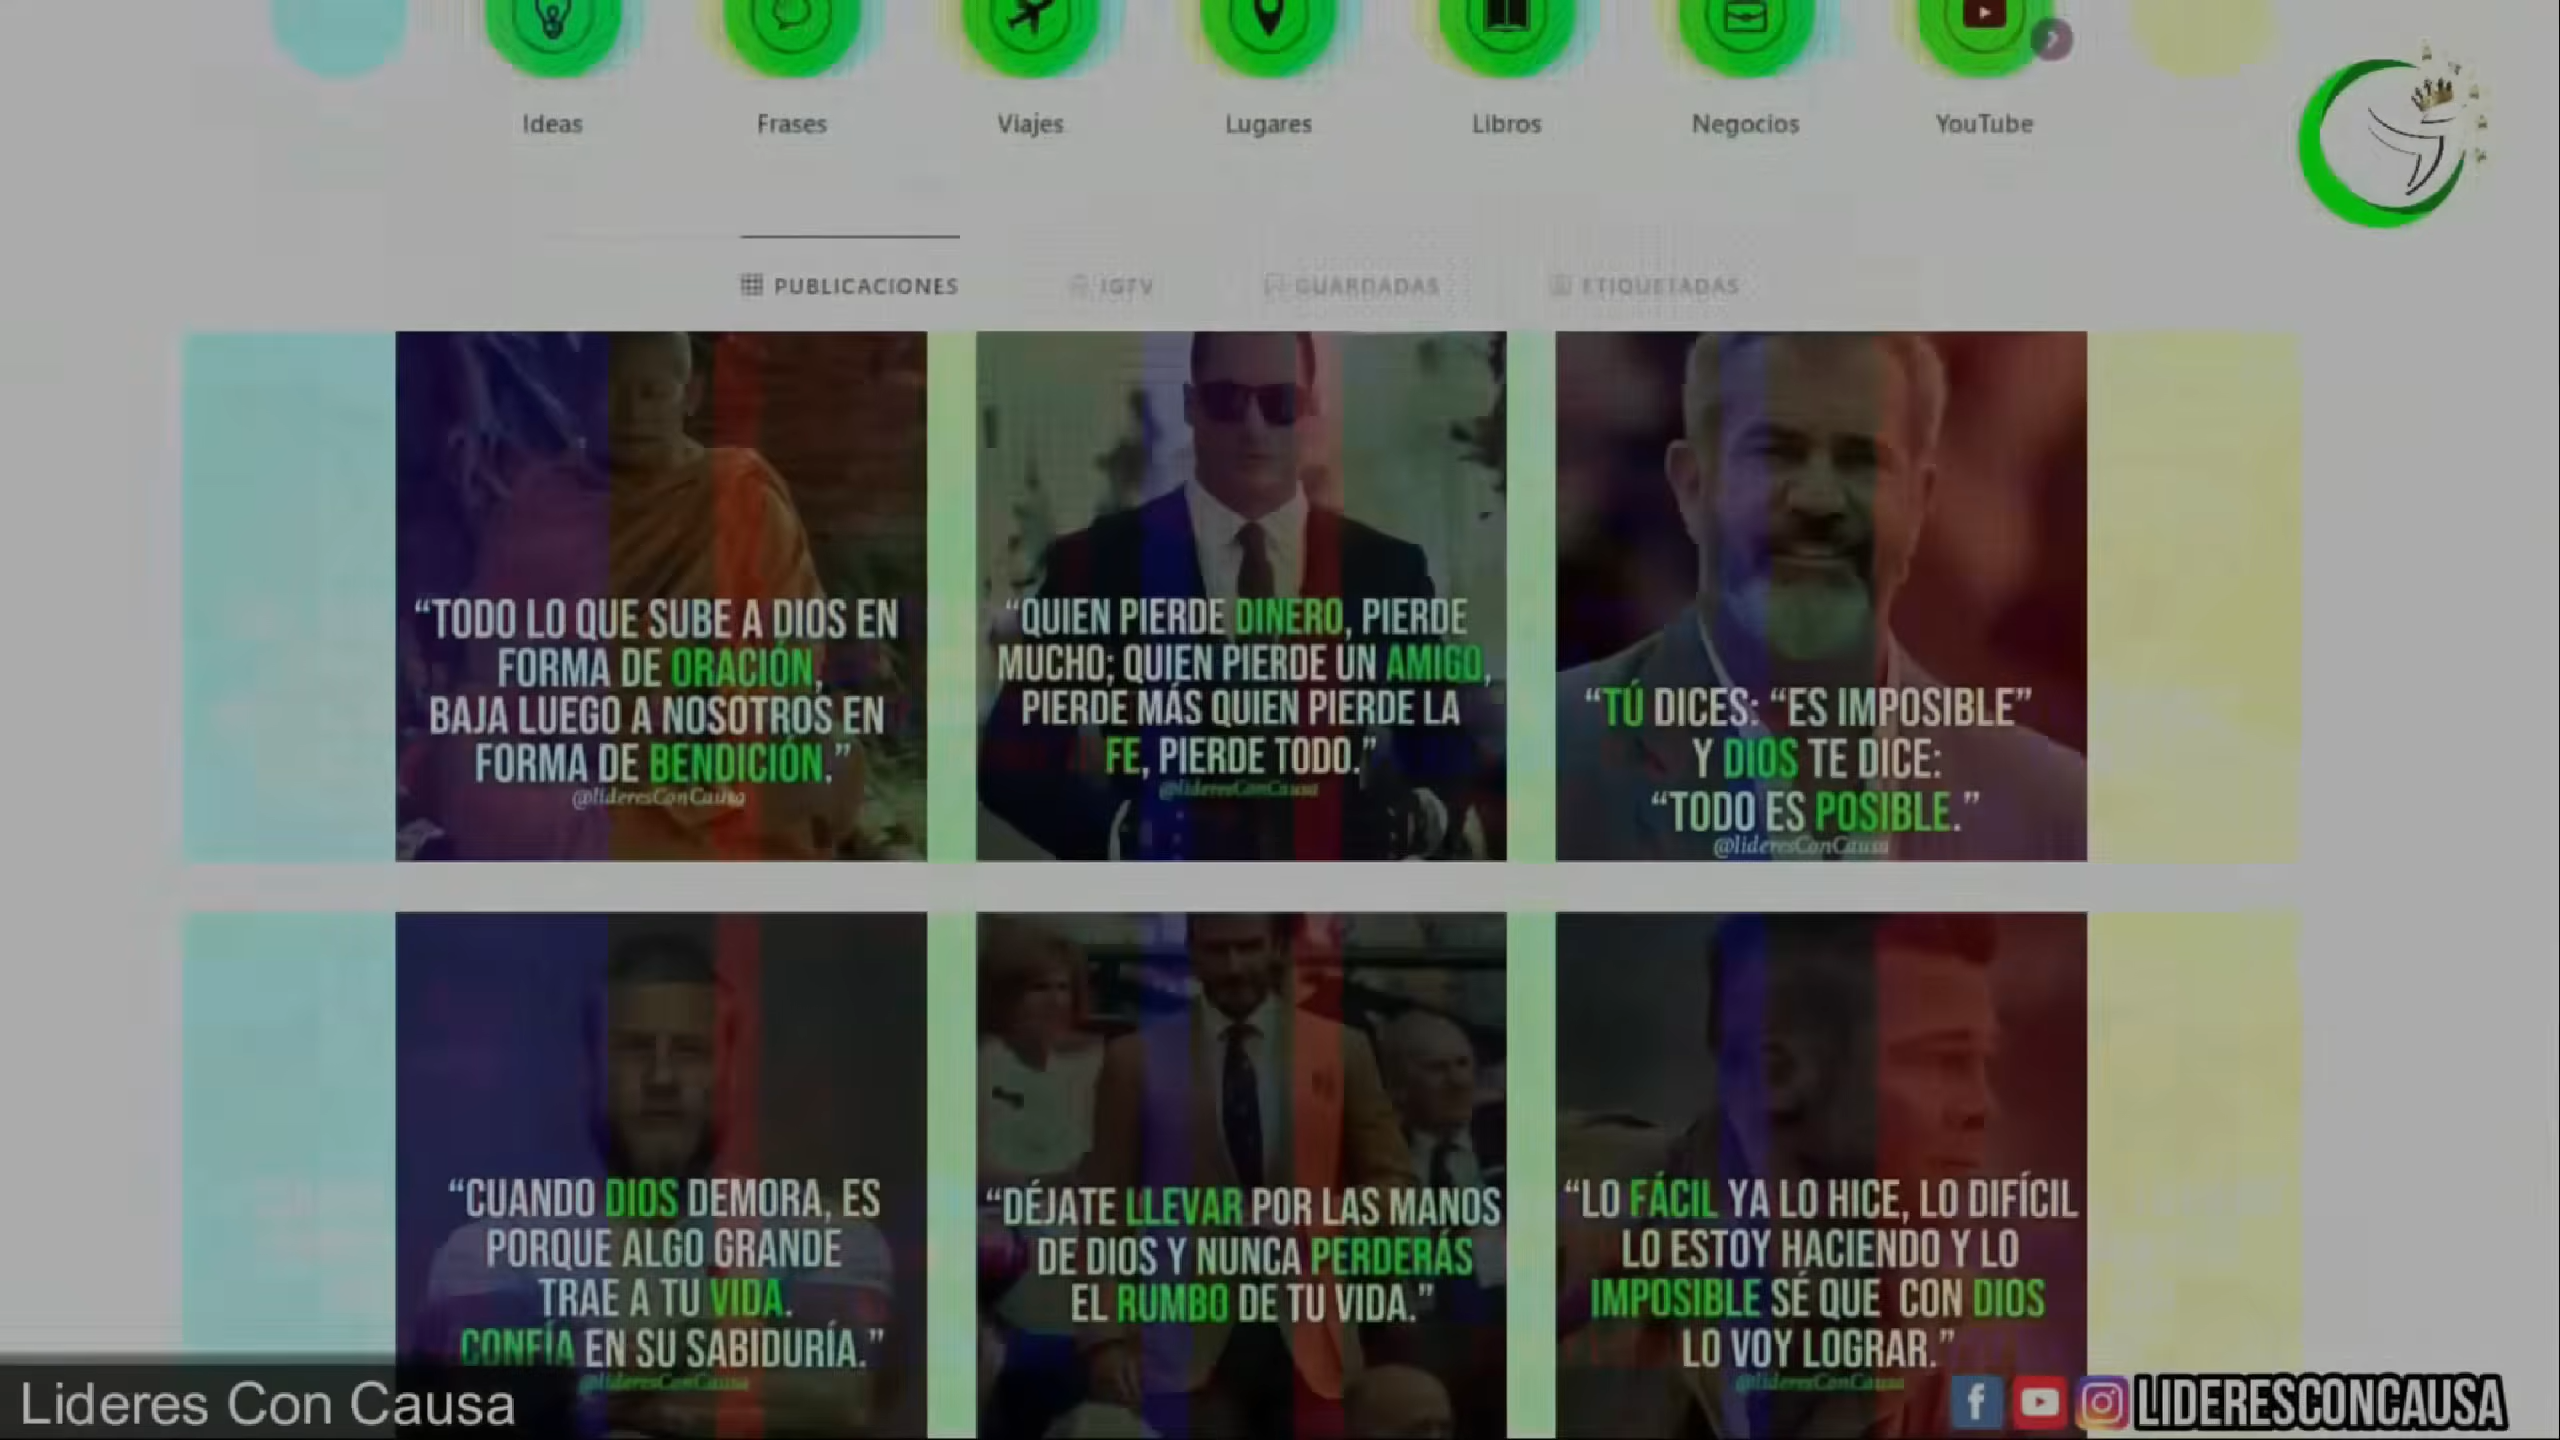 Ideas
Frases
Viajes
Lugares
Libros
Negocios
YouTube
PUBLICACIONES
IGTV
GUARDADAS
ETIQUETADAS
“TODO LO QUE SUBE A DIOS EN
FORMA DE ORACIÓN,
BAJA LUEGO A NOSOTROS EN
FORMA DE BENDICIÓN.”
@lideresConCausa
“QUIEN PIERDE DINERO, PIERDE
MUCHO; QUIEN PIERDE UN AMIGO,
PIERDE MÁS QUIEN PIERDE LA
FE, PIERDE TODO.”
@lideresConCausa
“TÚ DICES: “ES IMPOSIBLE”
Y DIOS TE DICE:
“TODO ES POSIBLE.”
@lideresConCausa
“CUANDO DIOS DEMORA, ES
PORQUE ALGO GRANDE
TRAE A TU VIDA.
CONFÍA EN SU SABIDURÍA.”
@lideresConCausa
“DÉJATE LLEVAR POR LAS MANOS
DE DIOS Y NUNCA PERDERÁS
EL RUMBO DE TU VIDA.”
“LO FÁCIL YA LO HICE, LO DIFÍCIL
LO ESTOY HACIENDO Y LO
IMPOSIBLE SÉ QUE CON DIOS
LO VOY LOGRAR.”
@lideresConCausa
Lideres Con Causa
LIDERESCONCAUSA